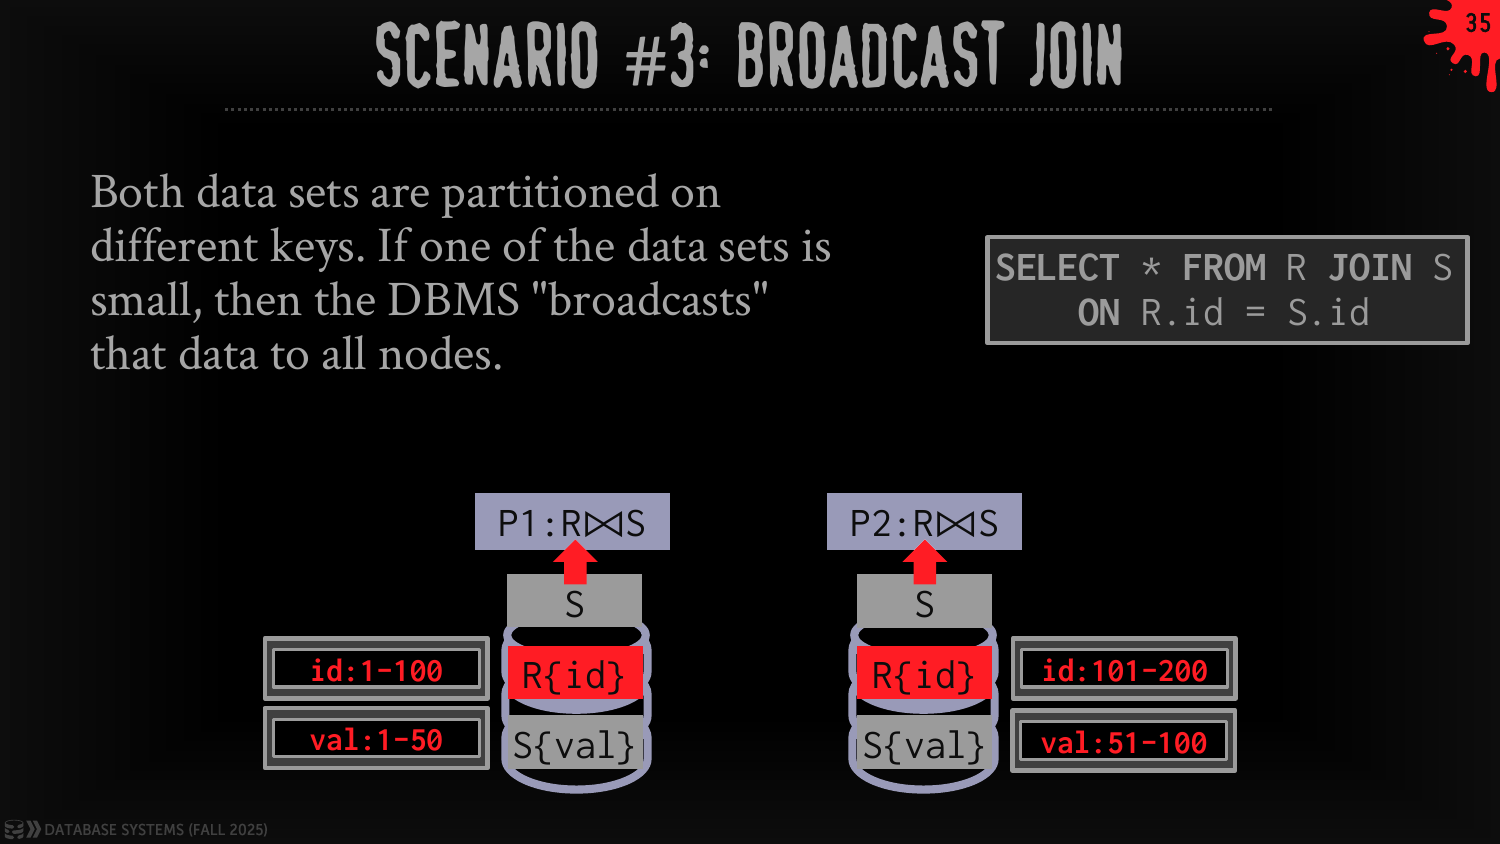 SCENARIO #3: BROADCAST JOIN
35
Both data sets are partitioned on
different keys. If one of the data sets is
small, then the DBMS "broadcasts"
that data to all nodes.
SELECT * FROM R JOIN S
ON R.id = S.id
P1:R⋈S
P2:R⋈S
S
S
id:1-100
R{id}
R{id}
id:101-200
val:1-50
S{val}
S{val}
val:51-100
DATABASE SYSTEMS (FALL 2025)